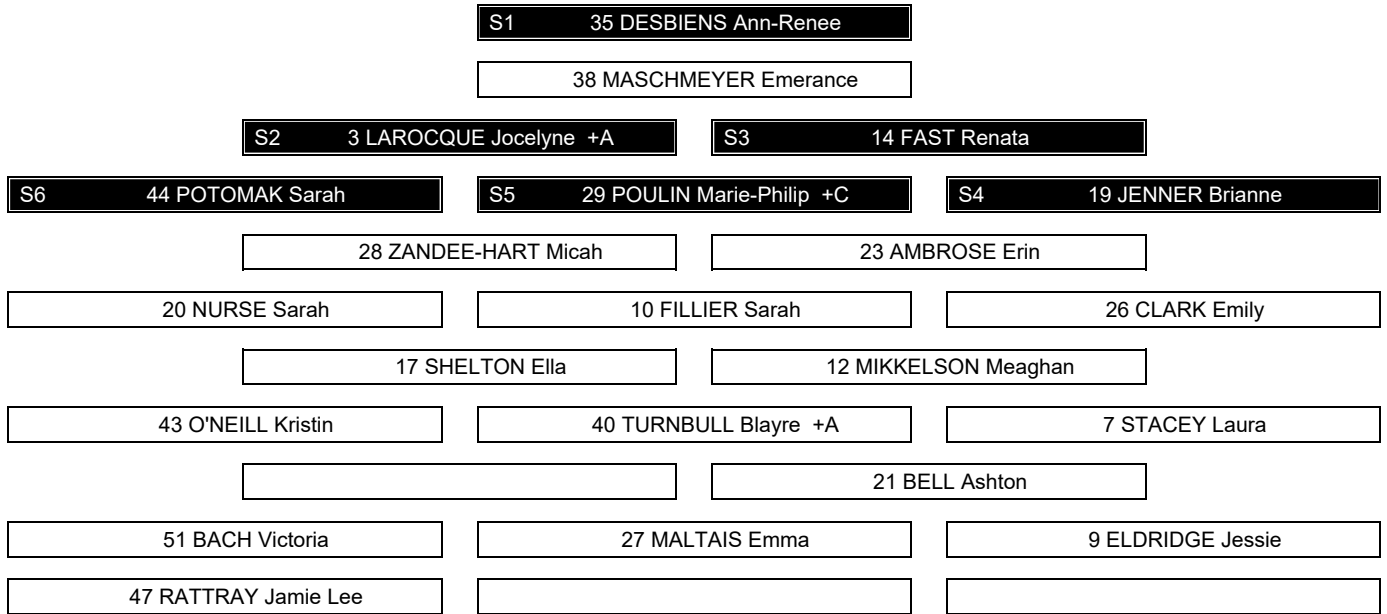 S1 35 DESBIENS Ann-Renee
38 MASCHMEYER Emerance
S2 3 LAROCQUE Jocelyne +A S3 14 FAST Renata
S6 44 POTOMAK Sarah S5 29 POULIN Marie-Philip +C S4 19 JENNER Brianne
28 ZANDEE-HART Micah 23 AMBROSE Erin
20 NURSE Sarah 10 FILLIER Sarah 26 CLARK Emily
17 SHELTON Ella 12 MIKKELSON Meaghan
43 O'NEILL Kristin 40 TURNBULL Blayre +A 7 STACEY Laura
21 BELL Ashton
51 BACH Victoria 27 MALTAIS Emma 9 ELDRIDGE Jessie
47 RATTRAY Jamie Lee